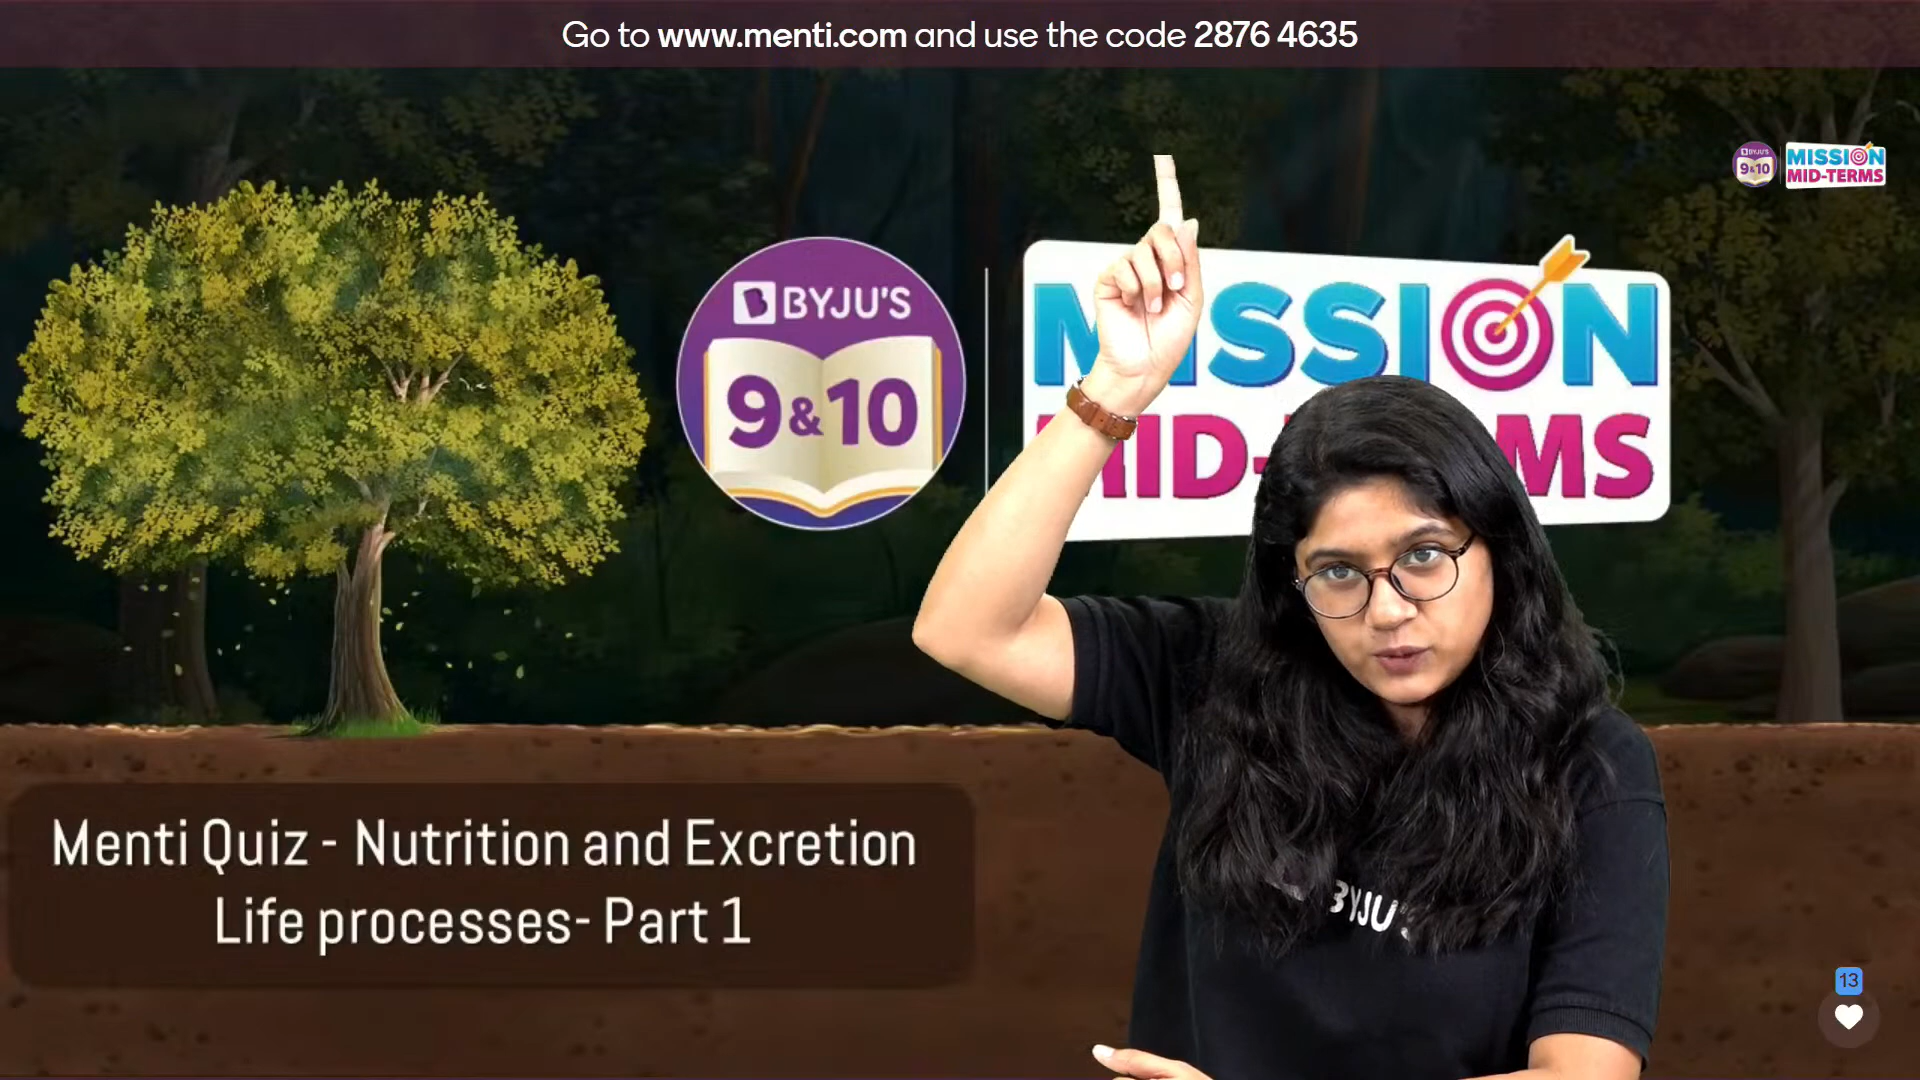 Go to www.menti.com and use the code 2876 4635
BYJU'S
9&10
MISSION
MID-TERMS
BYJU'S
9&10
MISSION
MID-TERMS
Menti Quiz - Nutrition and Excretion
Life processes- Part 1
BYJU'S
13